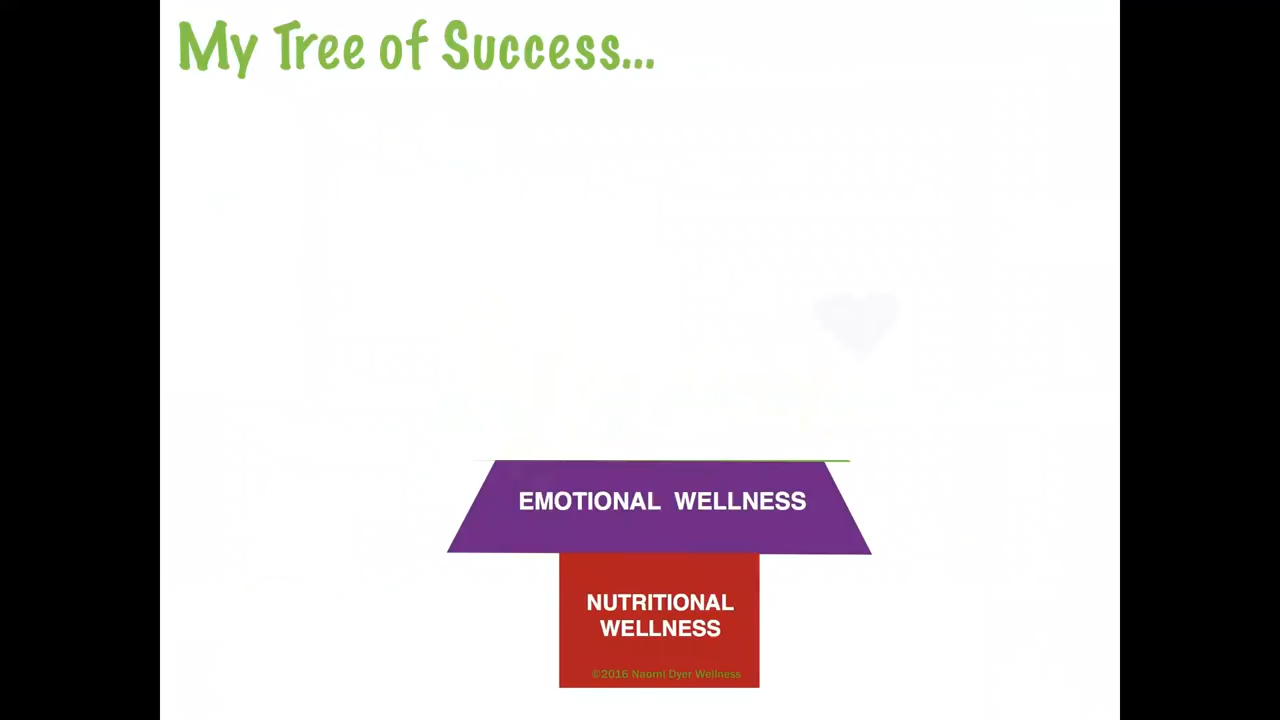 My Tree of Success...
EMOTIONAL WELLNESS
NUTRITIONAL
WELLNESS
©2016 Naomi Dyer Wellness